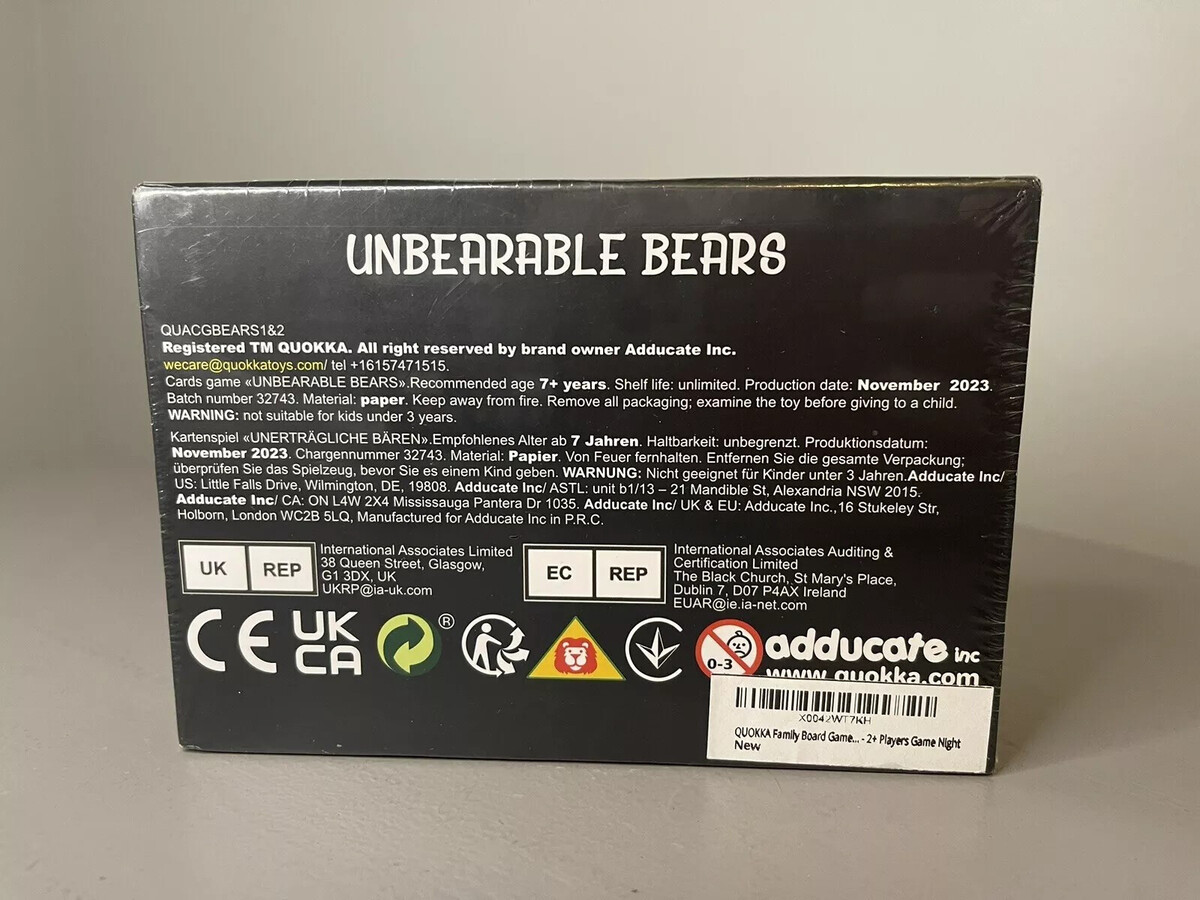 UNBEARABLE BEARS
QUACGBEARS1&2
Registered TM QUOKKA. All right reserved by brand owner Adducate Inc.
wecare@quokkatoys.com/ tel +16157471515.
Cards game «UNBEARABLE BEARS».Recommended age 7+ years. Shelf life: unlimited. Production date: November 2023.
Batch number 32743. Material: paper. Keep away from fire. Remove all packaging; examine the toy before giving to a child.
WARNING: not suitable for kids under 3 years.
Kartenspiel «UNERTRÄGLICHE BÄREN».Empfohlenes Alter ab 7 Jahren. Haltbarkeit: unbegrenzt. Produktionsdatum:
November 2023. Chargennummer 32743. Material: Papier. Von Feuer fernhalten. Entfernen Sie die gesamte Verpackung;
überprüfen Sie das Spielzeug, bevor Sie es einem Kind geben. WARNUNG: Nicht geeignet für Kinder unter 3 Jahren.Adducate Inc/
US: Little Falls Drive, Wilmington, DE, 19808. Adducate Inc/ ASTL: unit b1/13 – 21 Mandible St, Alexandria NSW 2015.
Adducate Inc/ CA: ON L4W 2X4 Mississauga Pantera Dr 1035. Adducate Inc/ UK & EU: Adducate Inc.,16 Stukeley Str,
Holborn, London WC2B 5LQ, Manufactured for Adducate Inc in P.R.C.
UK REP
International Associates Limited
38 Queen Street, Glasgow,
G1 3DX, UK
UKRP@ia-uk.com
EC REP
International Associates Auditing &
Certification Limited
The Black Church, St Mary's Place,
Dublin 7, D07 P4AX Ireland
EUAR@ie.ia-net.com
CE
UK
CA
®
0-3
adducate inc
www.quokka.com
X0042WT7KH
QUOKKA Family Board Game... - 2+ Players Game Night
New